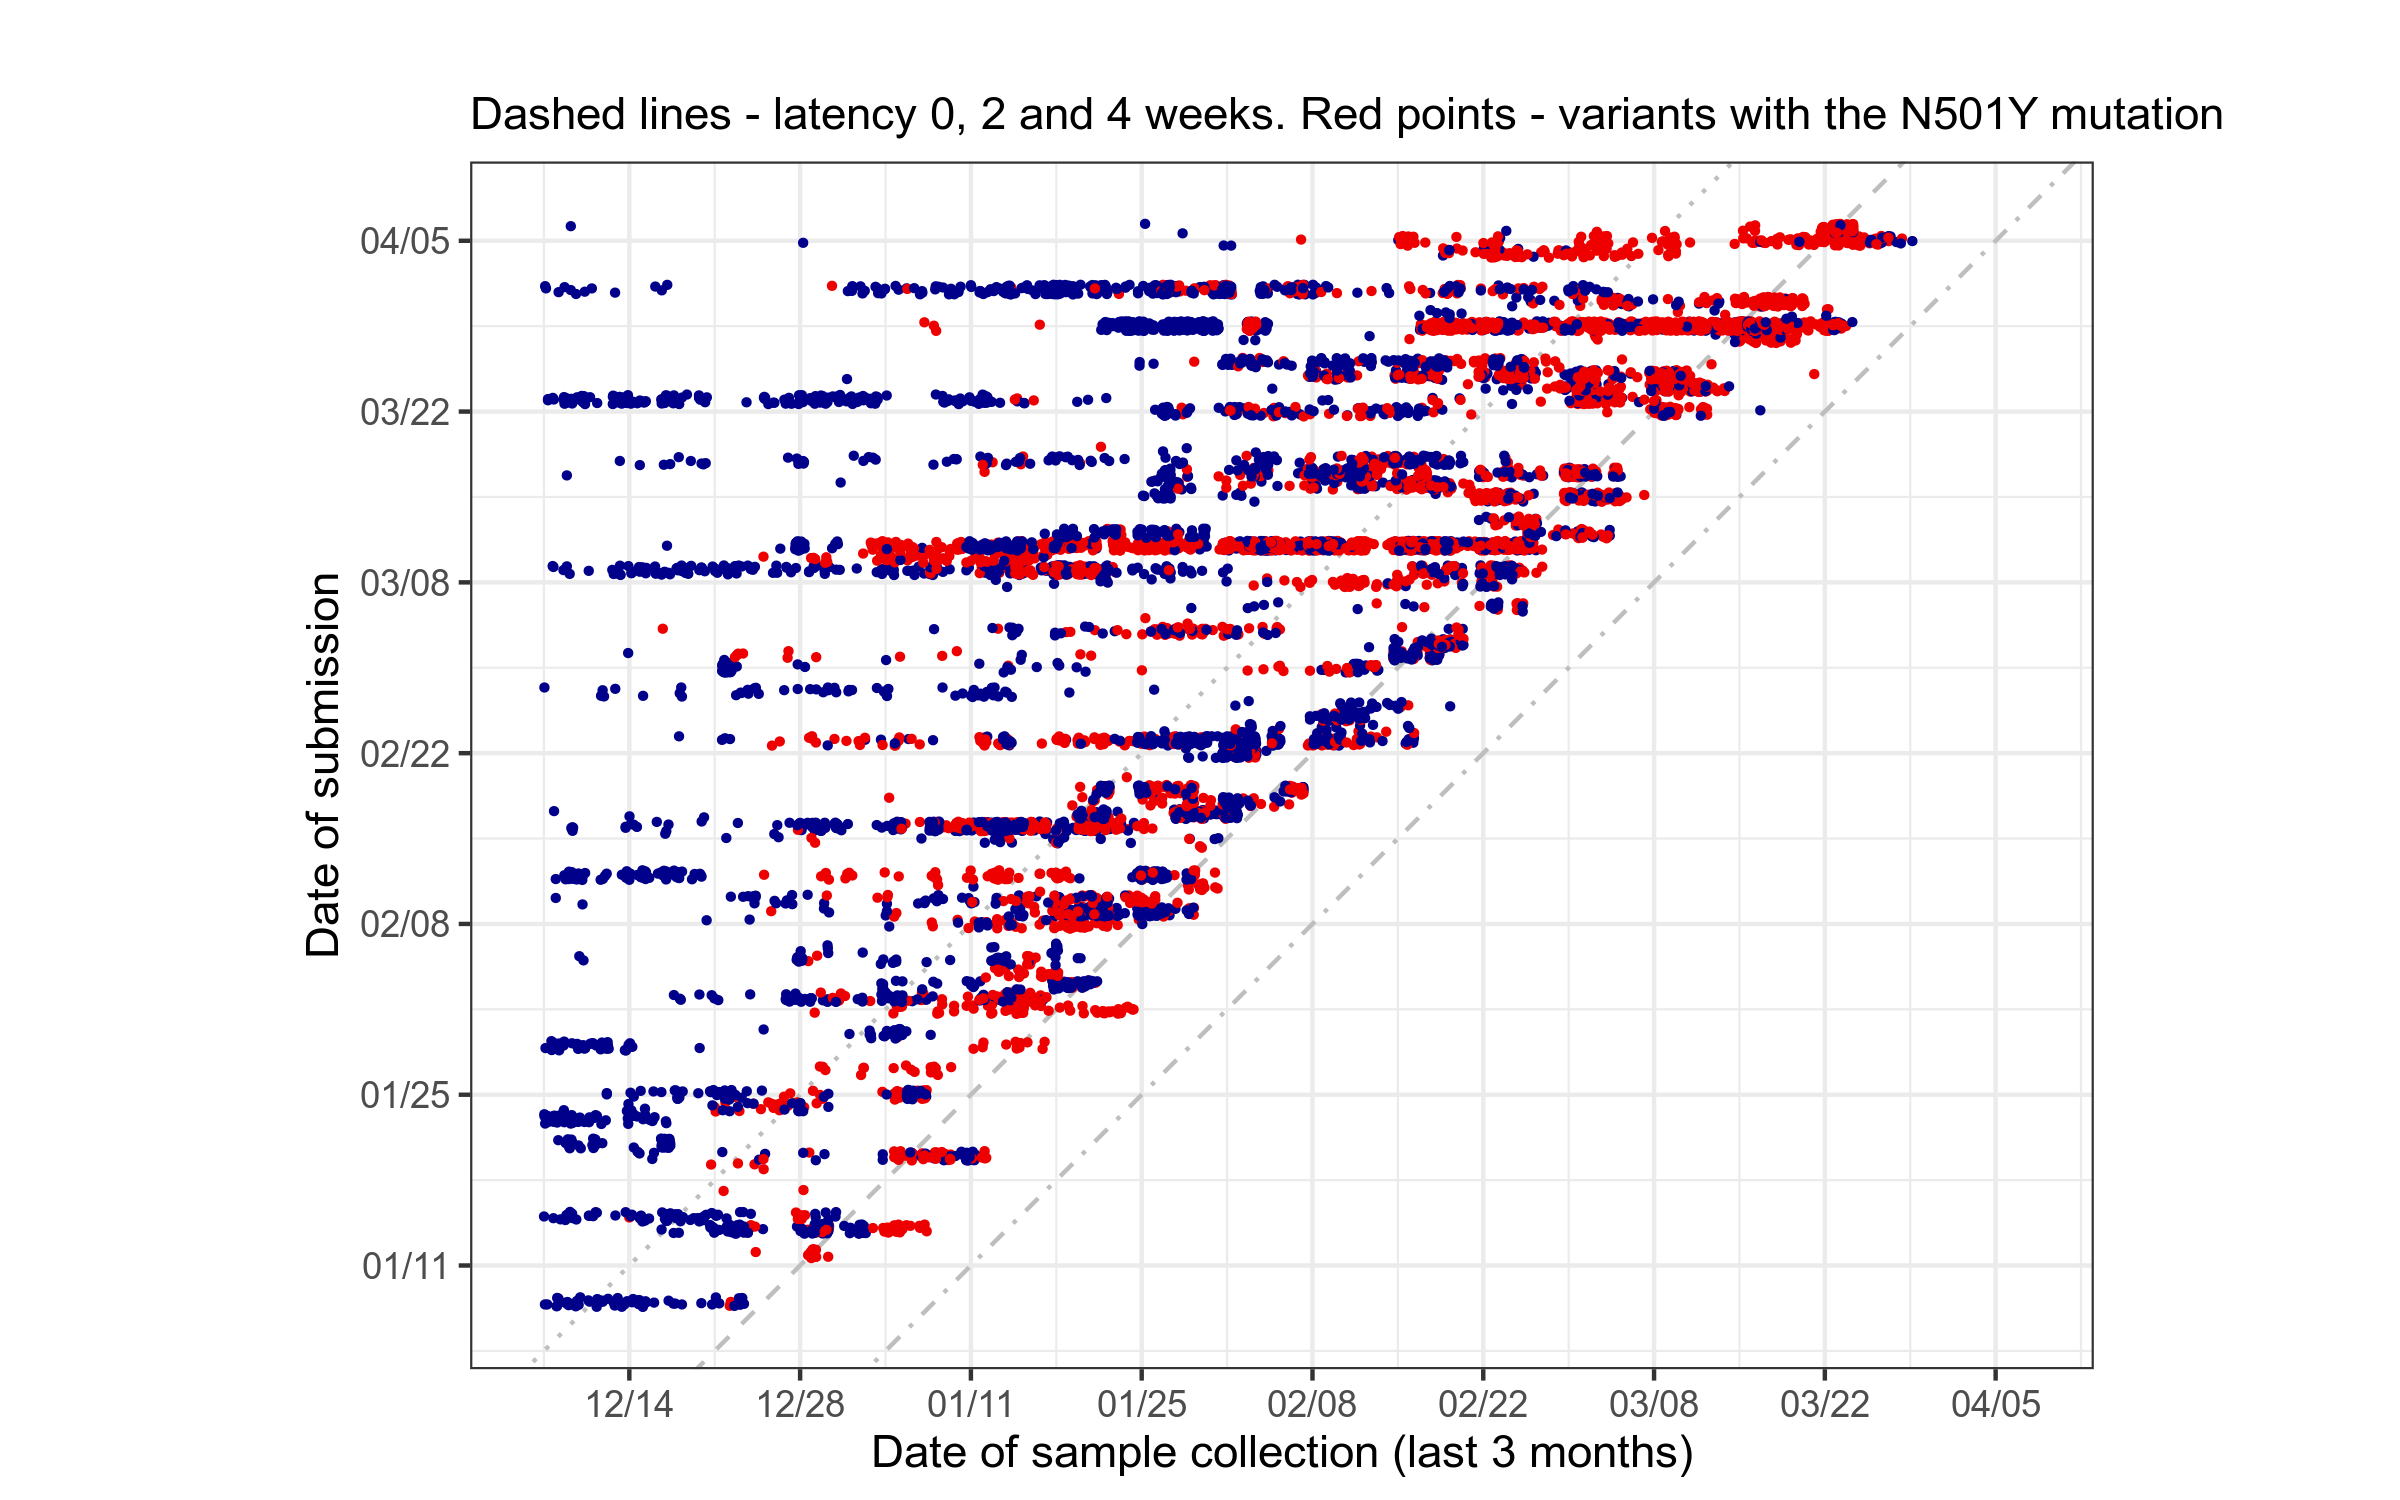 Dashed lines - latency 0, 2 and 4 weeks. Red points - variants with the N501Y mutation
Date of submission
04/05
03/22
03/08
02/22
02/08
01/25
01/11
12/14 12/28 01/11 01/25 02/08 02/22 03/08 03/22 04/05
Date of sample collection (last 3 months)